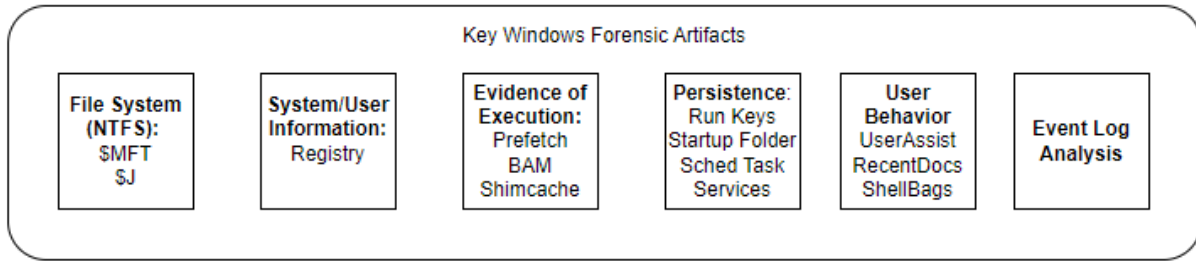 Key Windows Forensic Artifacts
File System
(NTFS):
$MFT
$J
System/User
Information:
Registry
Evidence of
Execution:
Prefetch
BAM
Shimcache
Persistence:
Run Keys
Startup Folder
Sched Task
Services
User
Behavior
UserAssist
RecentDocs
ShellBags
Event Log
Analysis